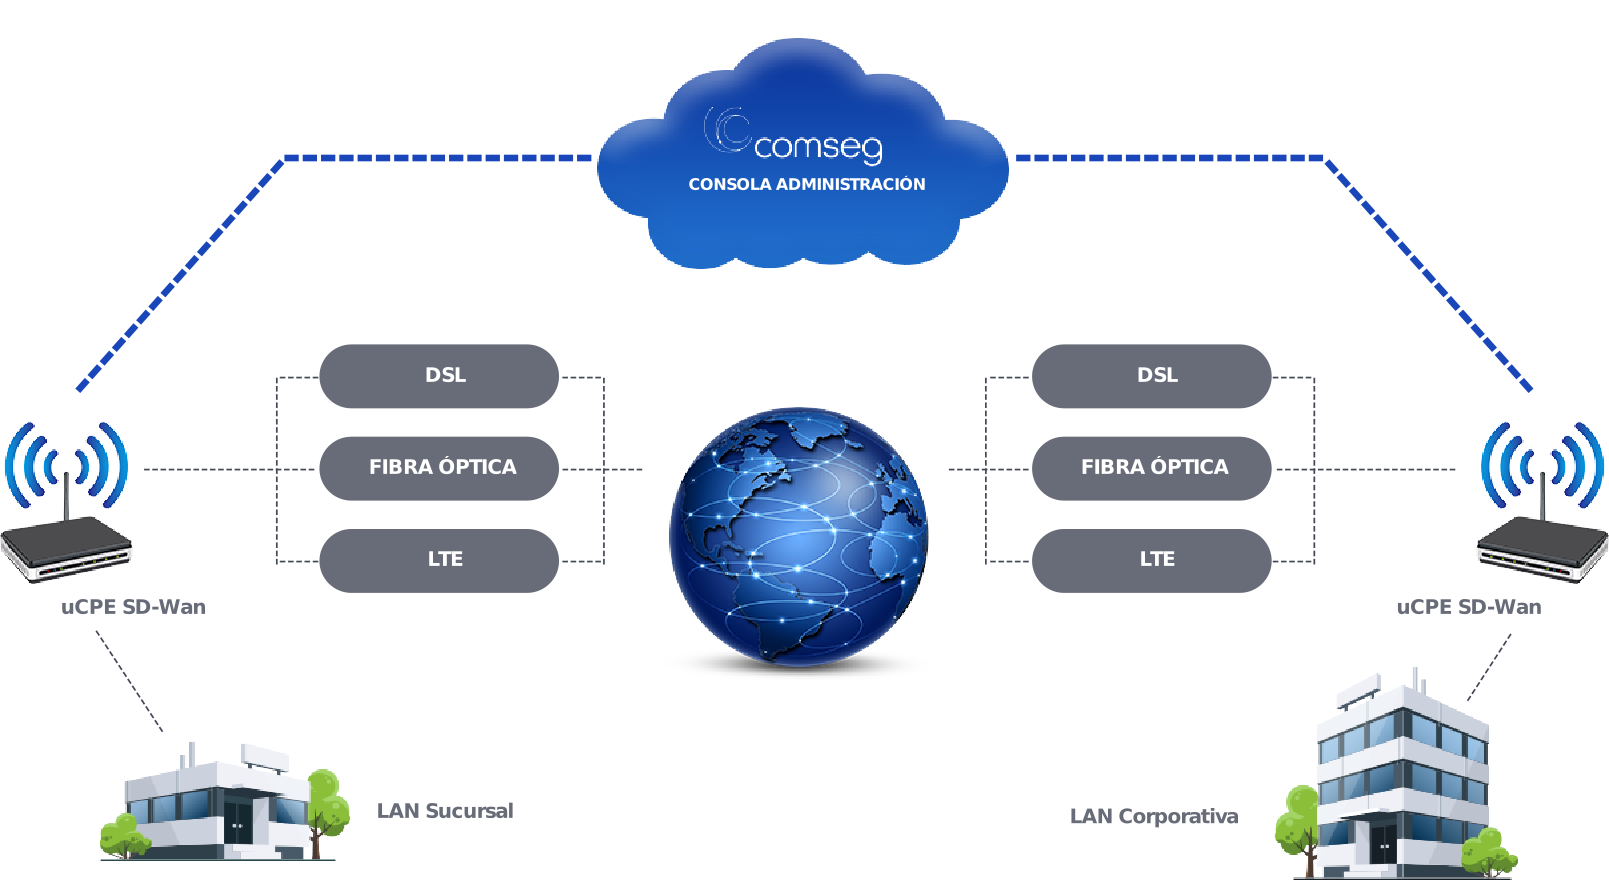 comseg
CONSOLA ADMINISTRACIÓN
DSL
DSL
FIBRA ÓPTICA
FIBRA ÓPTICA
LTE
LTE
uCPE SD-Wan
uCPE SD-Wan
LAN Sucursal
LAN Corporativa